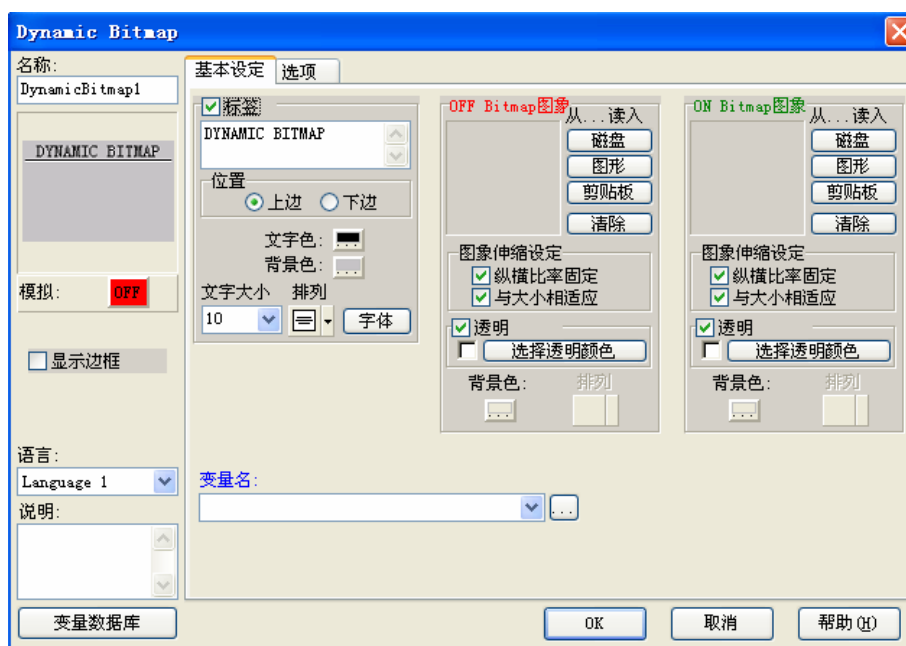 Dynamic Bitmap
名称:
DynamicBitmap1
DYNAMIC BITMAP
模拟: OFF
显示边框
语言:
Language 1
说明:
变量数据库
基本设定 选项
标签
DYNAMIC BITMAP
位置
上边 下边
文字色:
背景色: ...
文字大小 排列
10 字体
OFF Bitmap图象
从...读入
磁盘
图形
剪贴板
清除
图象伸缩设定
纵横比率固定
与大小相适应
透明
选择透明颜色
背景色: 排列
...
ON Bitmap图象
从...读入
磁盘
图形
剪贴板
清除
图象伸缩设定
纵横比率固定
与大小相适应
透明
选择透明颜色
背景色: 排列
...
变量名:
...
OK 取消 帮助(H)